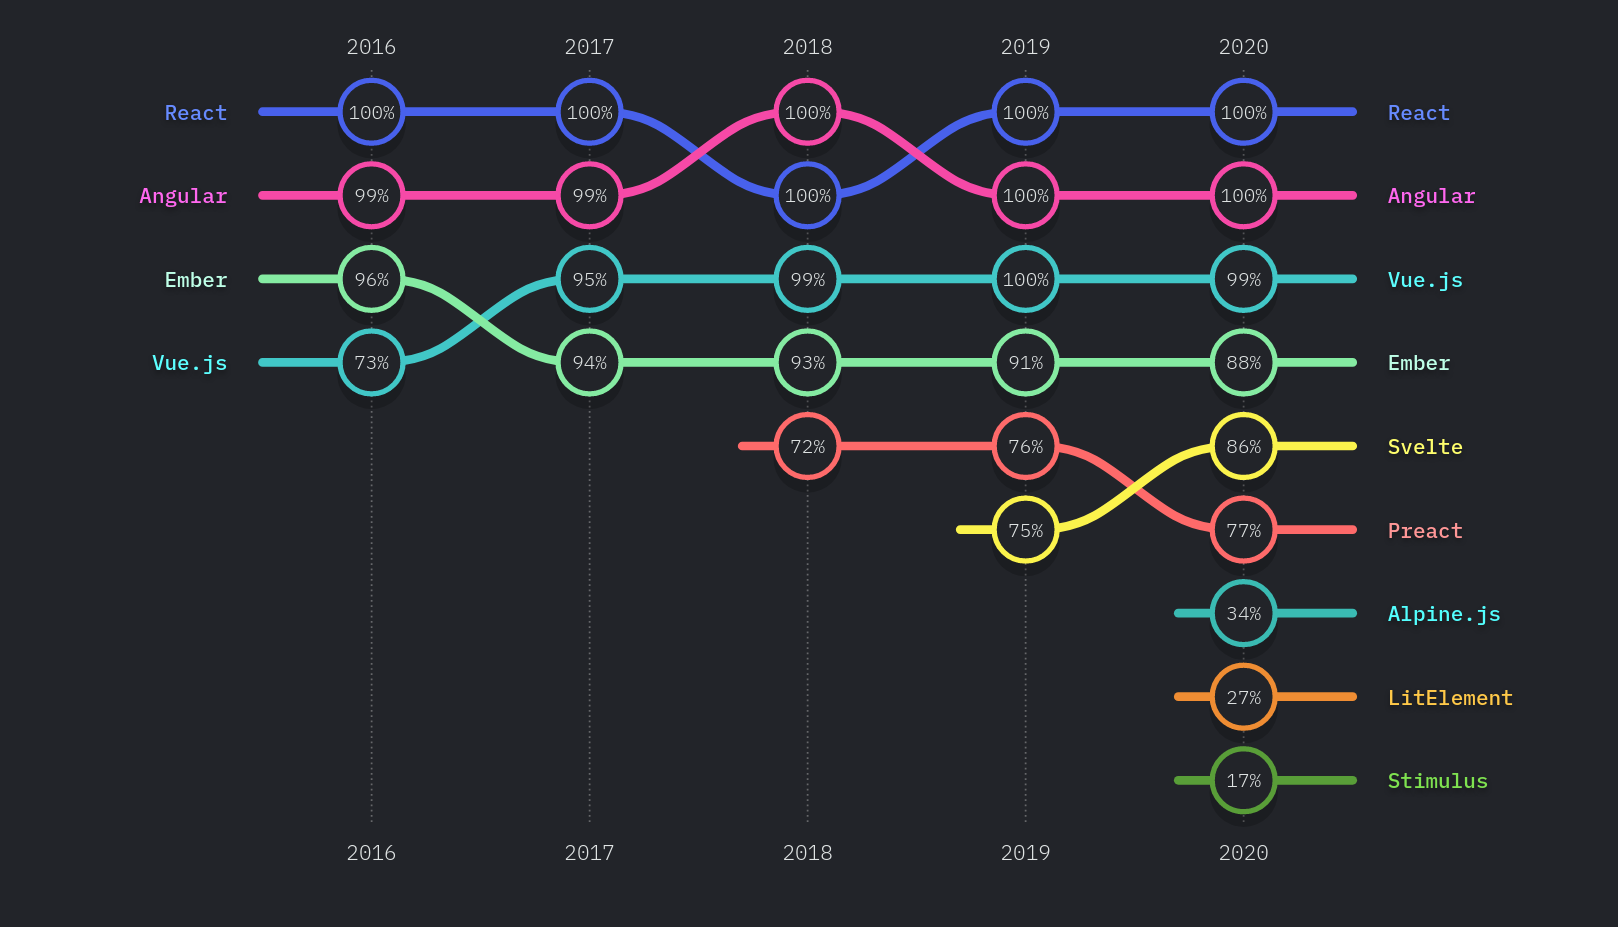 2016 2017 2018 2019 2020
React 100% 100% 100% 100% 100% React
Angular 99% 99% 100% 100% 100% Angular
Ember 96% 95% 99% 100% 99% Vue.js
Vue.js 73% 94% 93% 91% 88% Ember
72% 76% 86% Svelte
75% 77% Preact
34% Alpine.js
27% LitElement
17% Stimulus
2016 2017 2018 2019 2020